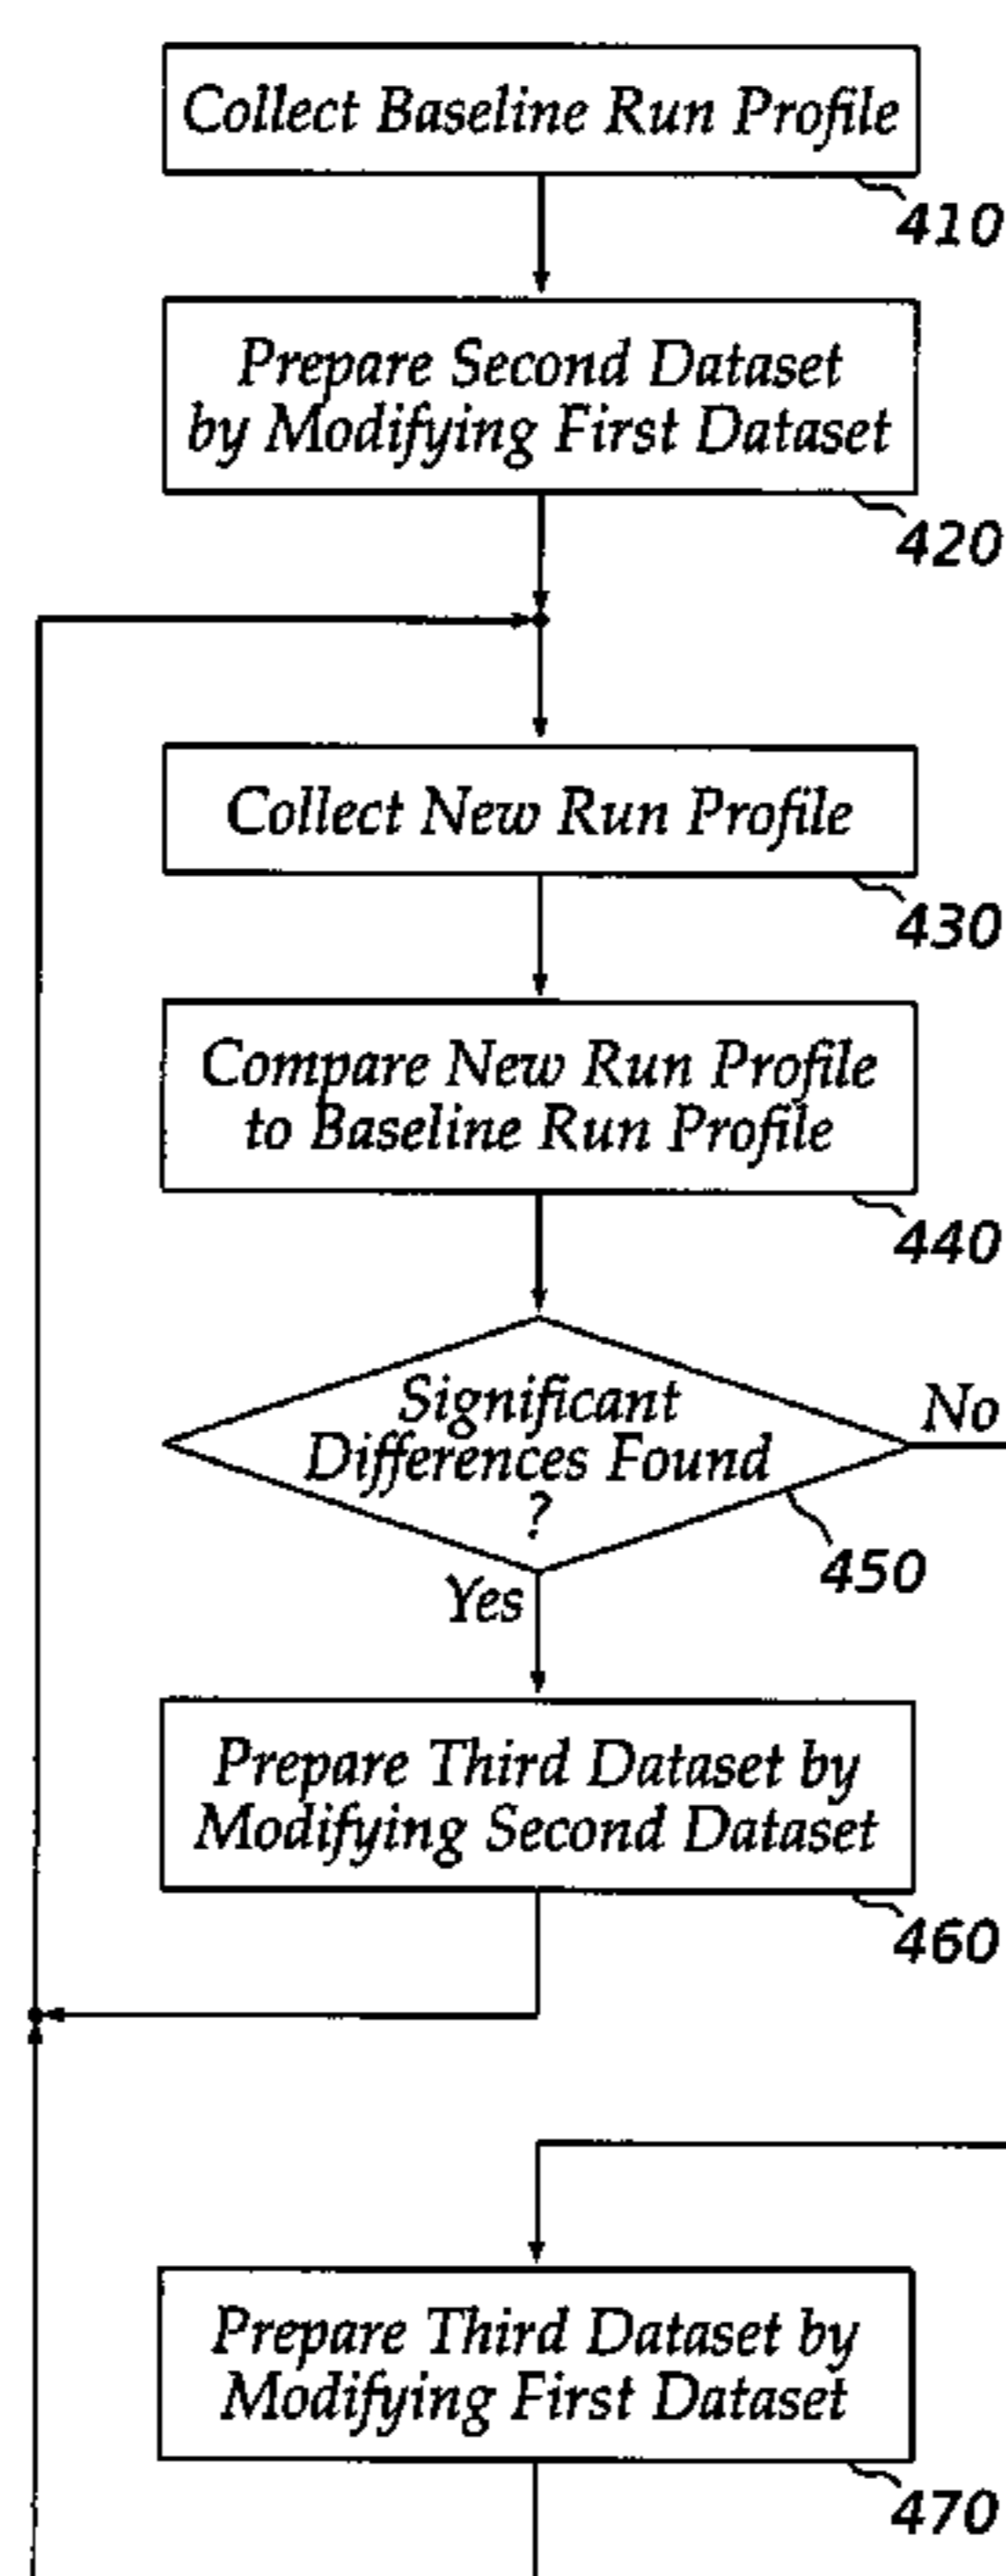 Collect Baseline Run Profile
410
Prepare Second Dataset
by Modifying First Dataset
420
Collect New Run Profile
430
Compare New Run Profile
to Baseline Run Profile
440
Significant
Differences Found
?
No
450
Yes
Prepare Third Dataset by
Modifying Second Dataset
460
Prepare Third Dataset by
Modifying First Dataset
470